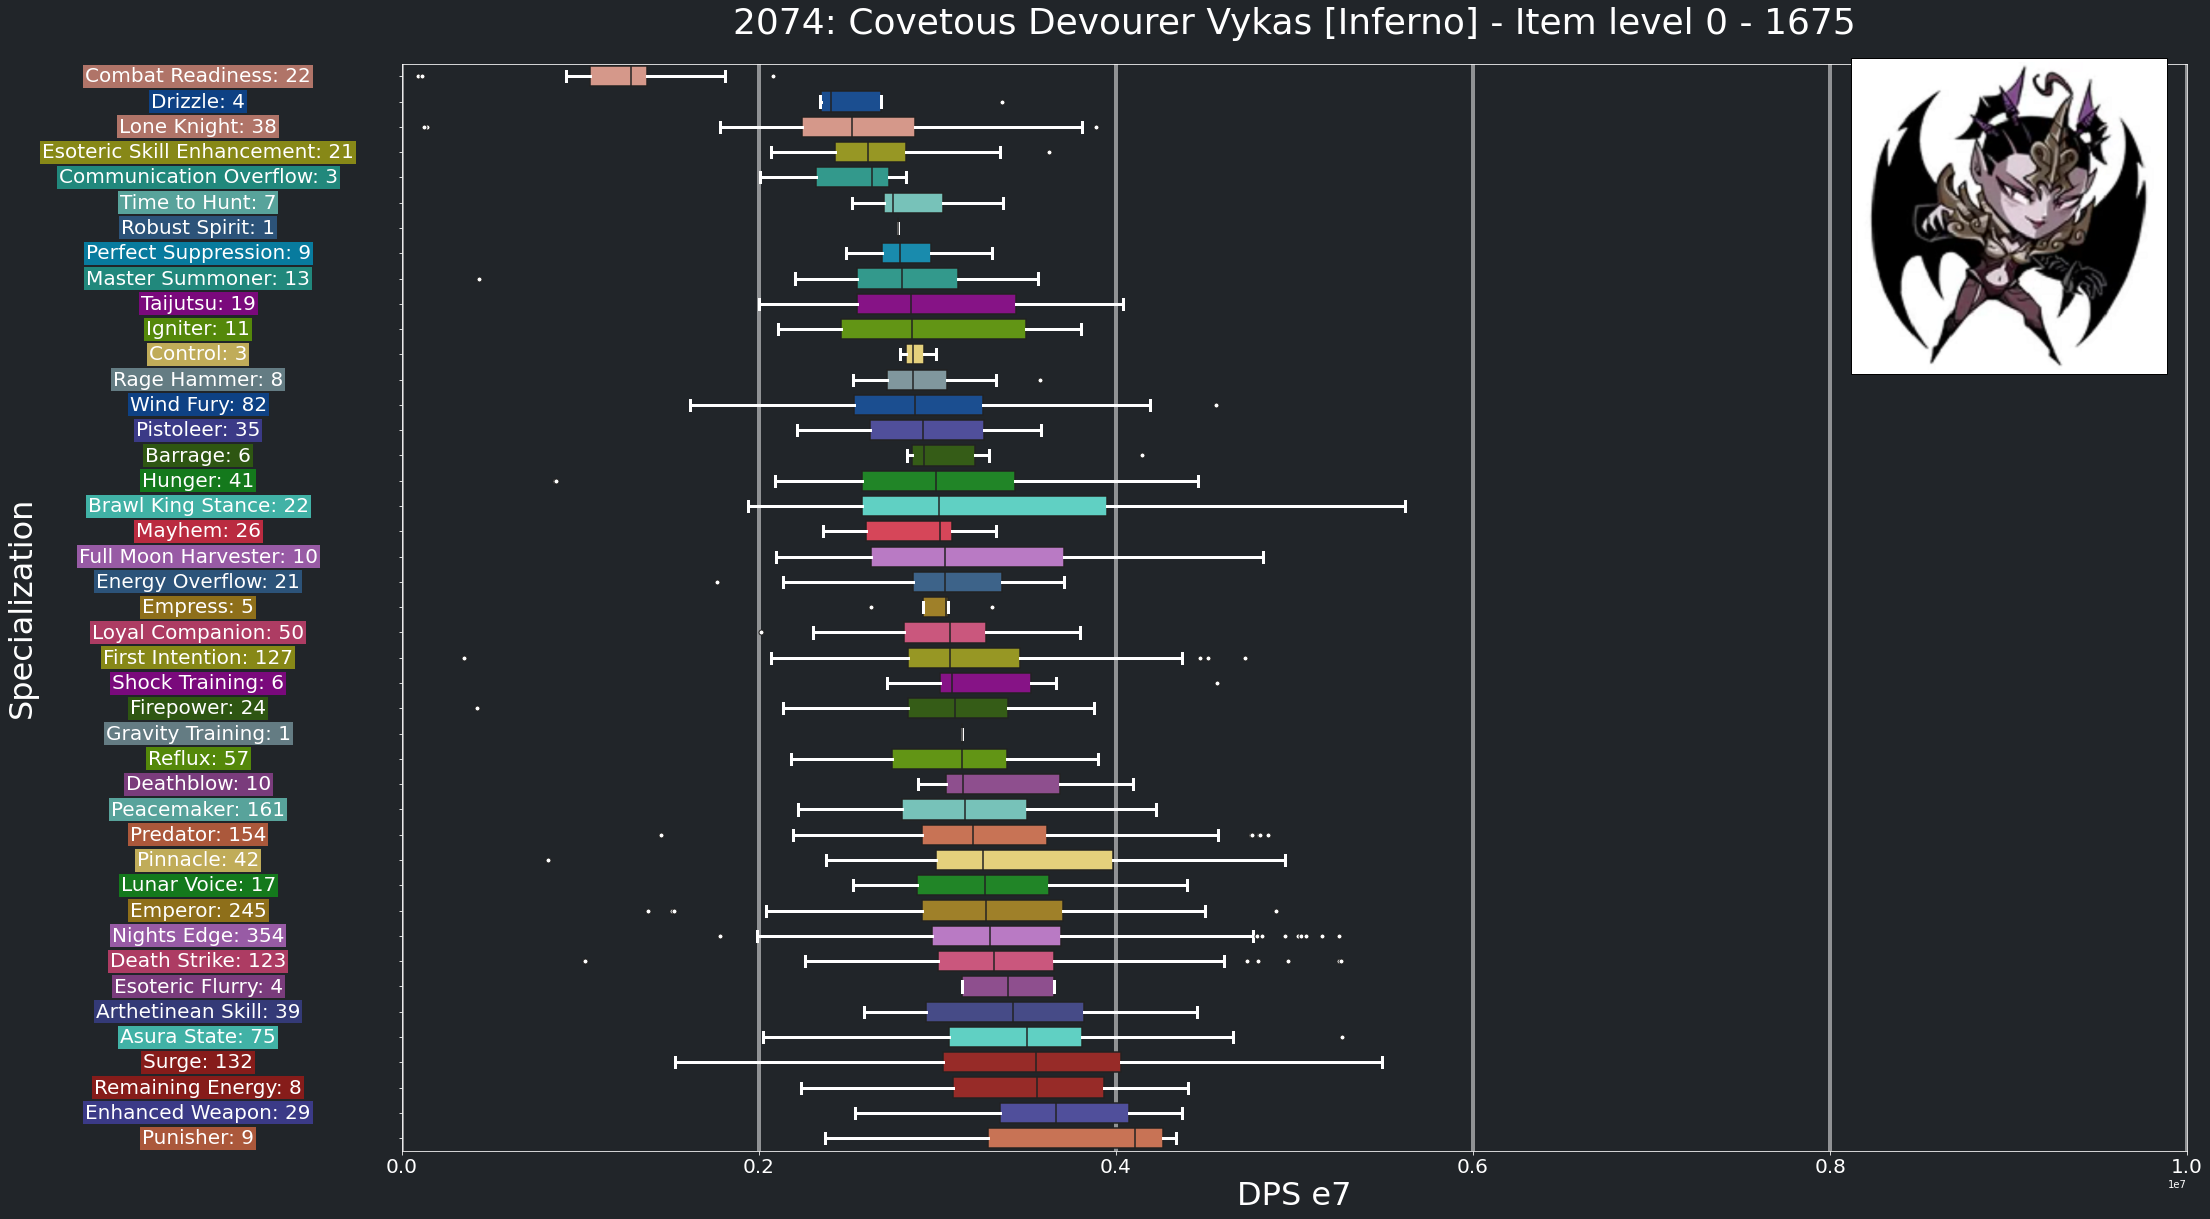 2074: Covetous Devourer Vykas [Inferno] - Item level 0 - 1675
Combat Readiness: 22
Drizzle: 4
Lone Knight: 38
Esoteric Skill Enhancement: 21
Communication Overflow: 3
Time to Hunt: 7
Robust Spirit: 1
Perfect Suppression: 9
Master Summoner: 13
Taijutsu: 19
Igniter: 11
Control: 3
Rage Hammer: 8
Wind Fury: 82
Pistoleer: 35
Barrage: 6
Hunger: 41
Brawl King Stance: 22
Mayhem: 26
Full Moon Harvester: 10
Energy Overflow: 21
Empress: 5
Loyal Companion: 50
First Intention: 127
Shock Training: 6
Firepower: 24
Gravity Training: 1
Reflux: 57
Deathblow: 10
Peacemaker: 161
Predator: 154
Pinnacle: 42
Lunar Voice: 17
Emperor: 245
Nights Edge: 354
Death Strike: 123
Esoteric Flurry: 4
Arthetinean Skill: 39
Asura State: 75
Surge: 132
Remaining Energy: 8
Enhanced Weapon: 29
Punisher: 9
Specialization
0.0 0.2 0.4 0.6 0.8 1.0
1e7
DPS e7